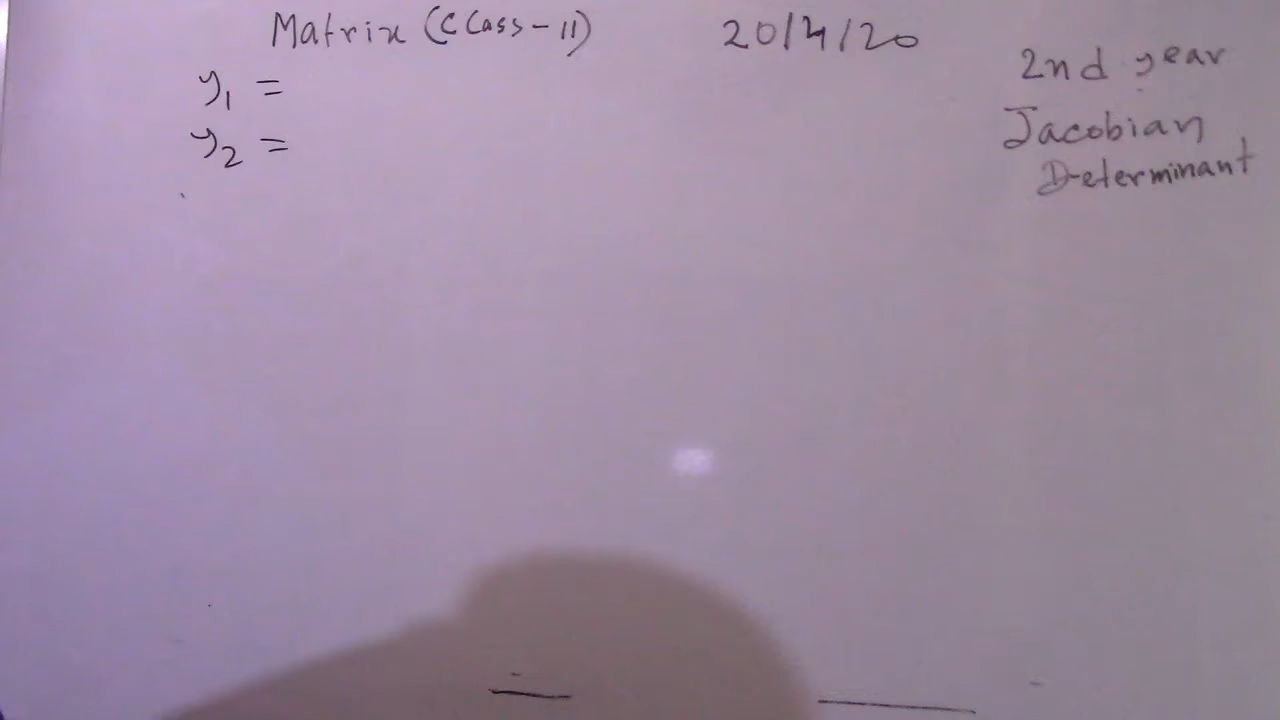 Matrix (Class-11) 20/4/20
2nd year
Jacobian
Determinant
y₁ =
y₂ =